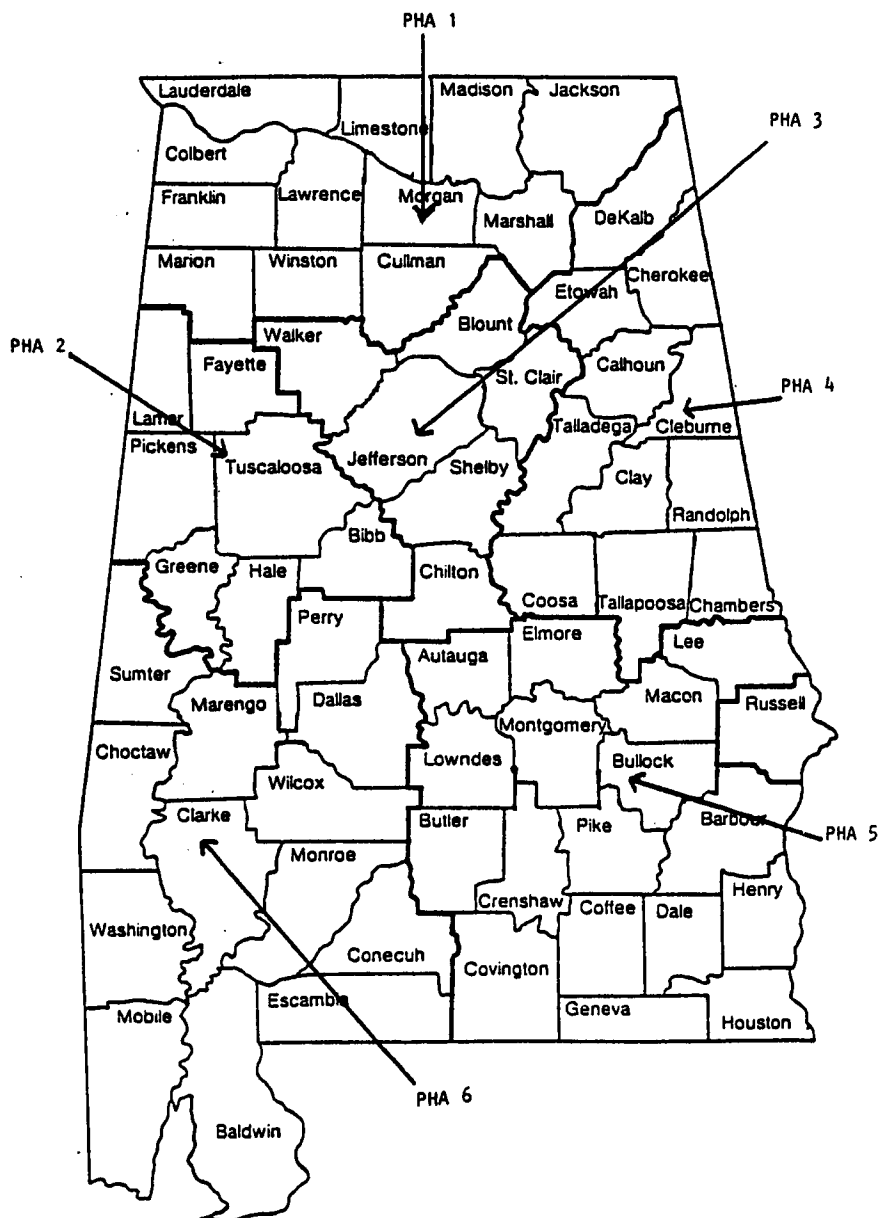 PHA 1
Lauderdale
Madison
Jackson
Limestone
PHA 3
Colbert
Franklin
Lawrence
Morgan
Marshall
DeKalb
Marion
Winston
Cullman
Cherokee
Etowah
Blount
Walker
PHA 2
Fayette
St. Clair
Calhoun
PHA 4
Lamar
Talladega
Cleburne
Pickens
Tuscaloosa
Jefferson
Shelby
Clay
Randolph
Bibb
Greene
Hale
Chilton
Coosa
Tallapoosa
Chambers
Perry
Elmore
Lee
Autauga
Sumter
Marengo
Dallas
Macon
Russell
Montgomery
Choctaw
Lowndes
Bullock
Wilcox
Clarke
Butler
Pike
Barbour
PHA 5
Monroe
Henry
Crenshaw
Coffee
Dale
Washington
Conecuh
Covington
Escambia
Mobile
Geneva
Houston
PHA 6
Baldwin